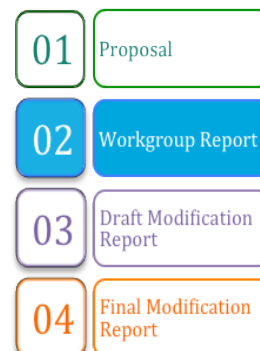 01
Proposal
02
Workgroup Report
03
Draft Modification
Report
04
Final Modification
Report